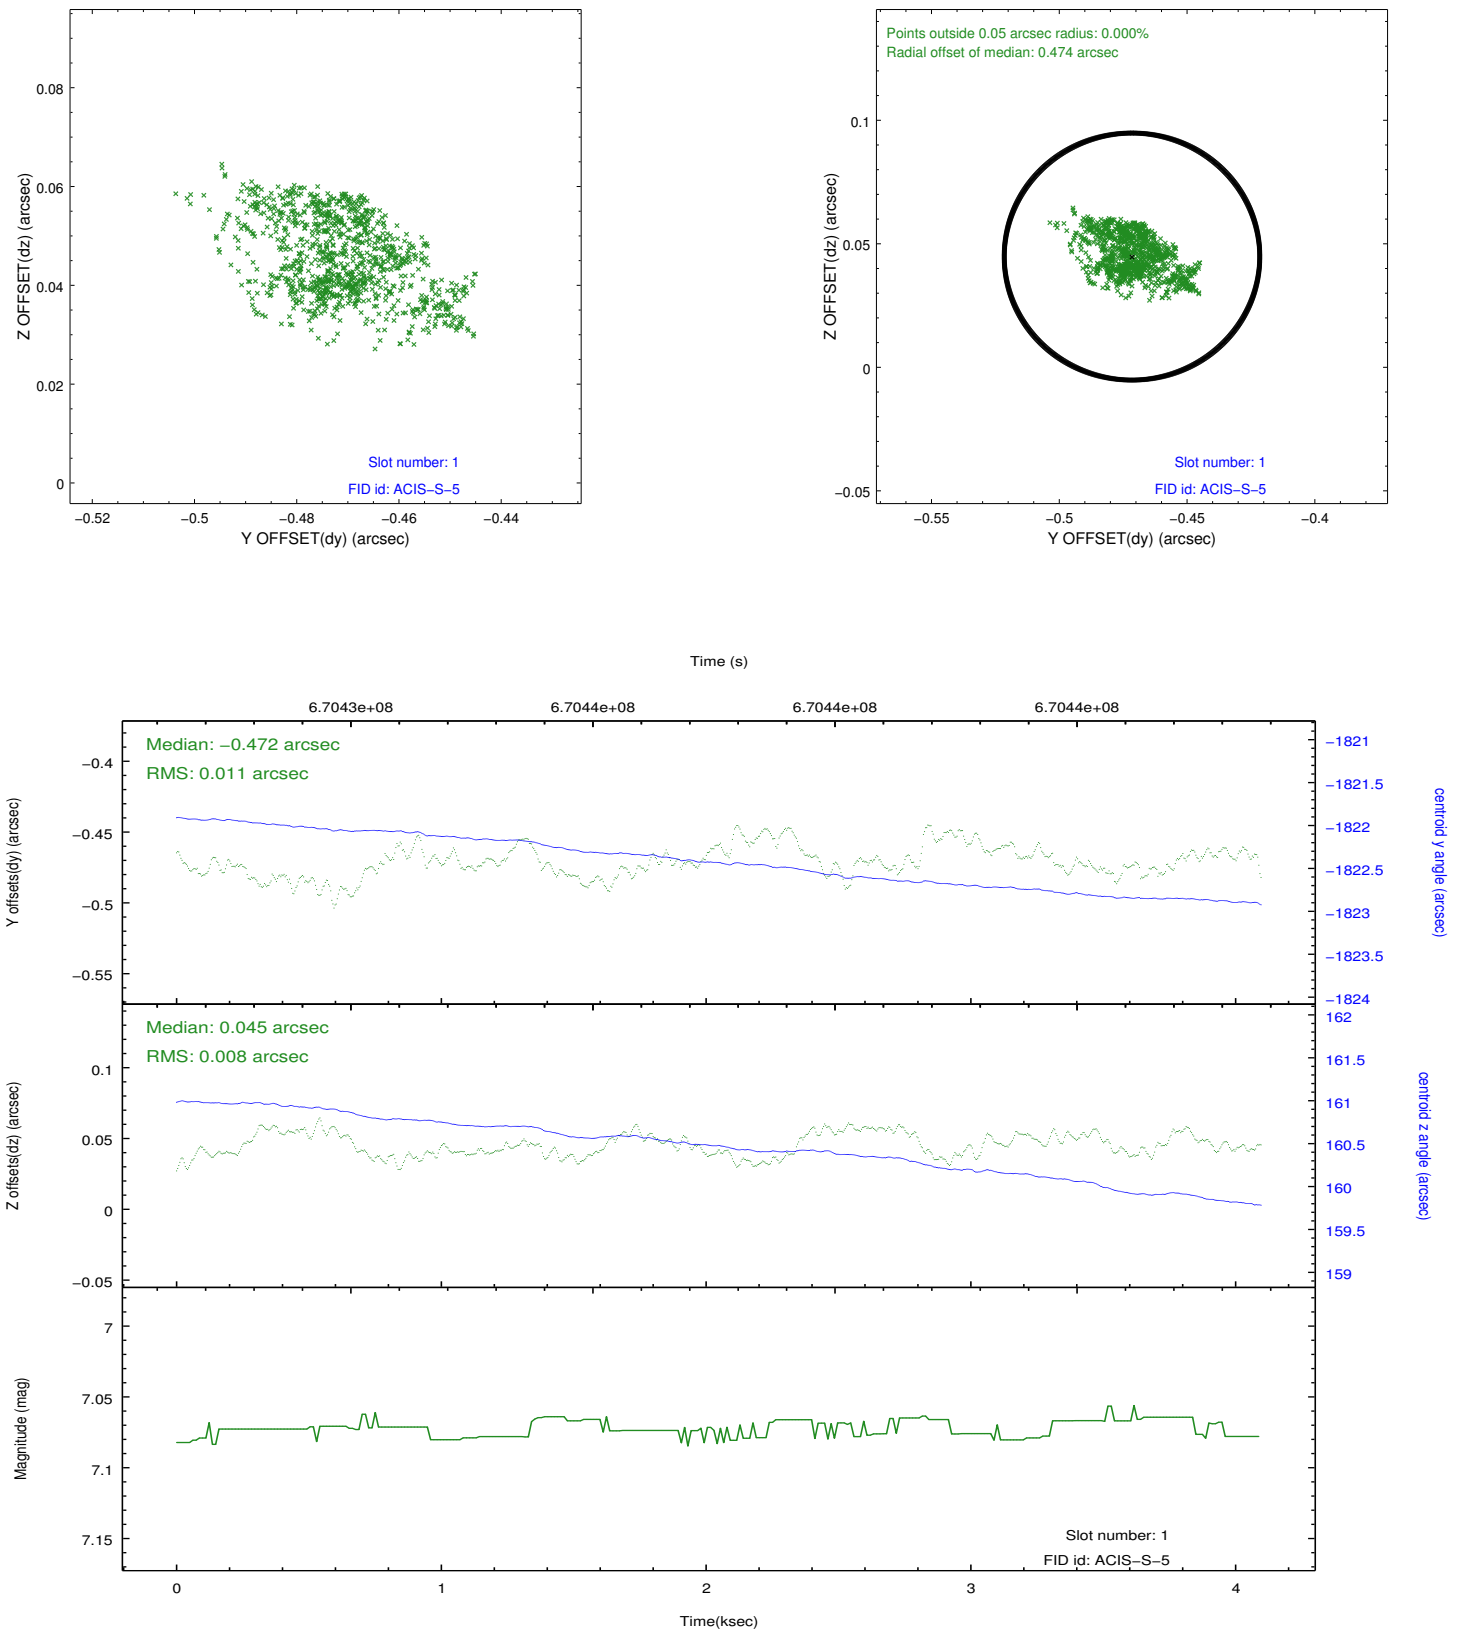 0.08
0.06
0.04
0.02
0
Z OFFSET(dz) (arcsec)
Slot number: 1
FID id: ACIS−S−5
−0.52 −0.5 −0.48 −0.46 −0.44
Y OFFSET(dy) (arcsec)
Points outside 0.05 arcsec radius: 0.000%
Radial offset of median: 0.474 arcsec
0.1
0.05
0
−0.05
Z OFFSET(dz) (arcsec)
Slot number: 1
FID id: ACIS−S−5
−0.55 −0.5 −0.45 −0.4
Y OFFSET(dy) (arcsec)
Time (s)
6.7043e+08 6.7044e+08 6.7044e+08 6.7044e+08
Median: −0.472 arcsec
RMS: 0.011 arcsec
−0.4
−0.45
−0.5
−0.55
Y offsets(dy) (arcsec)
−1821
−1821.5
−1822
−1822.5
−1823
−1823.5
−1824
centroid y angle (arcsec)
Median: 0.045 arcsec
RMS: 0.008 arcsec
0.1
0.05
0
−0.05
Z offsets(dz) (arcsec)
162
161.5
161
160.5
160
159.5
159
centroid z angle (arcsec)
7
7.05
7.1
7.15
Magnitude (mag)
Slot number: 1
FID id: ACIS−S−5
0 1 2 3 4
Time(ksec)